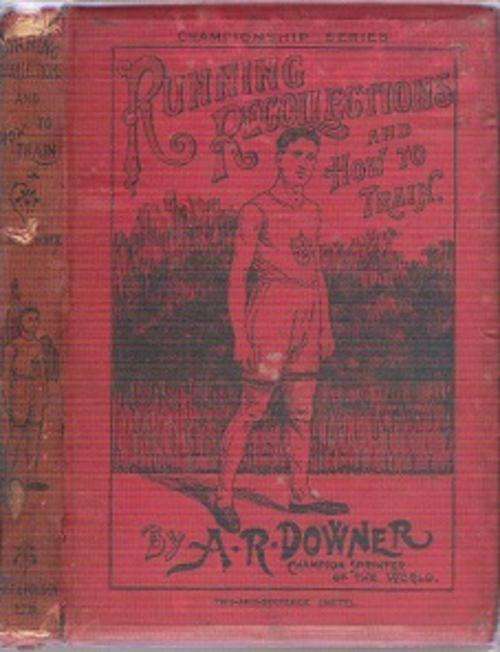 CHAMPIONSHIP SERIES
RUNNING
RECOLLECTIONS
AND
HOW TO
TRAIN.
BY A. R. DOWNER
CHAMPION SPRINTER
OF THE WORLD.
RUNNING
AND
HOW TO
TRAIN